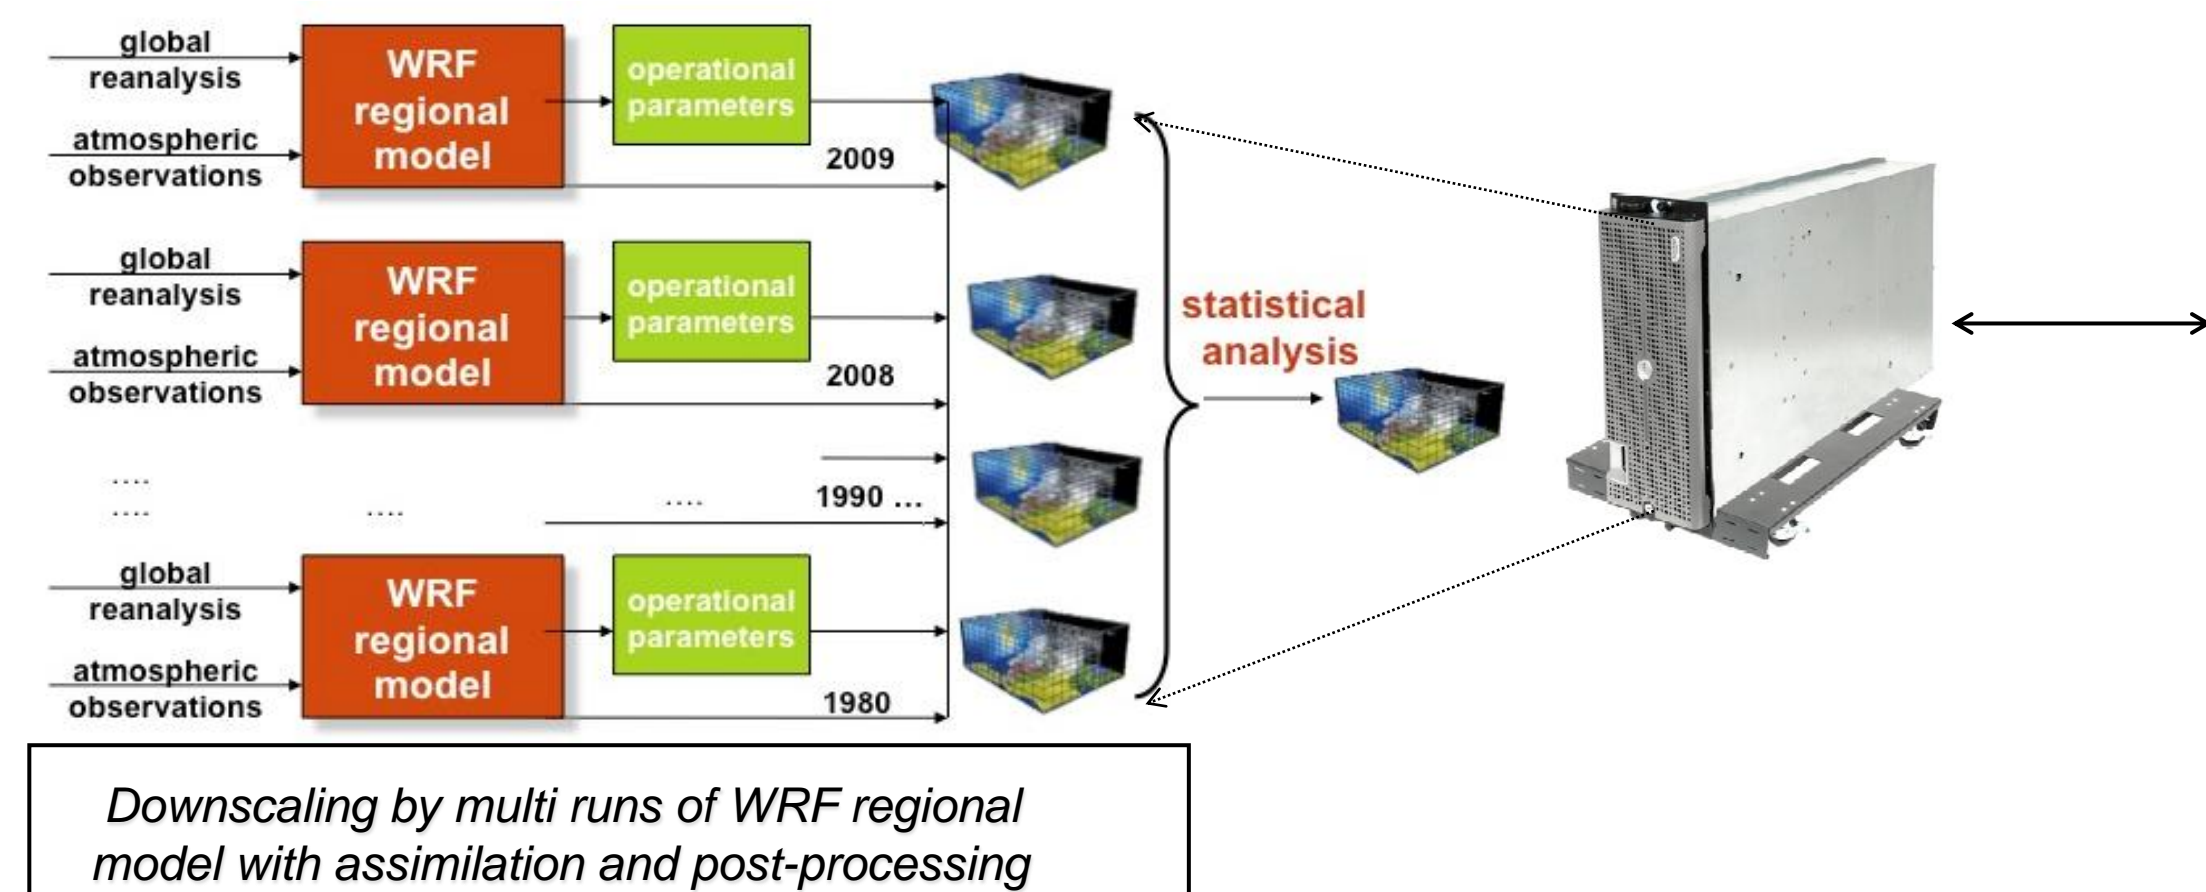 global
reanalysis
atmospheric
observations
WRF
regional
model
operational
parameters
2009
global
reanalysis
atmospheric
observations
WRF
regional
model
operational
parameters
2008
statistical
analysis
....
....
....
....
1990 ...
global
reanalysis
atmospheric
observations
WRF
regional
model
operational
parameters
1980
Downscaling by multi runs of WRF regional
model with assimilation and post-processing